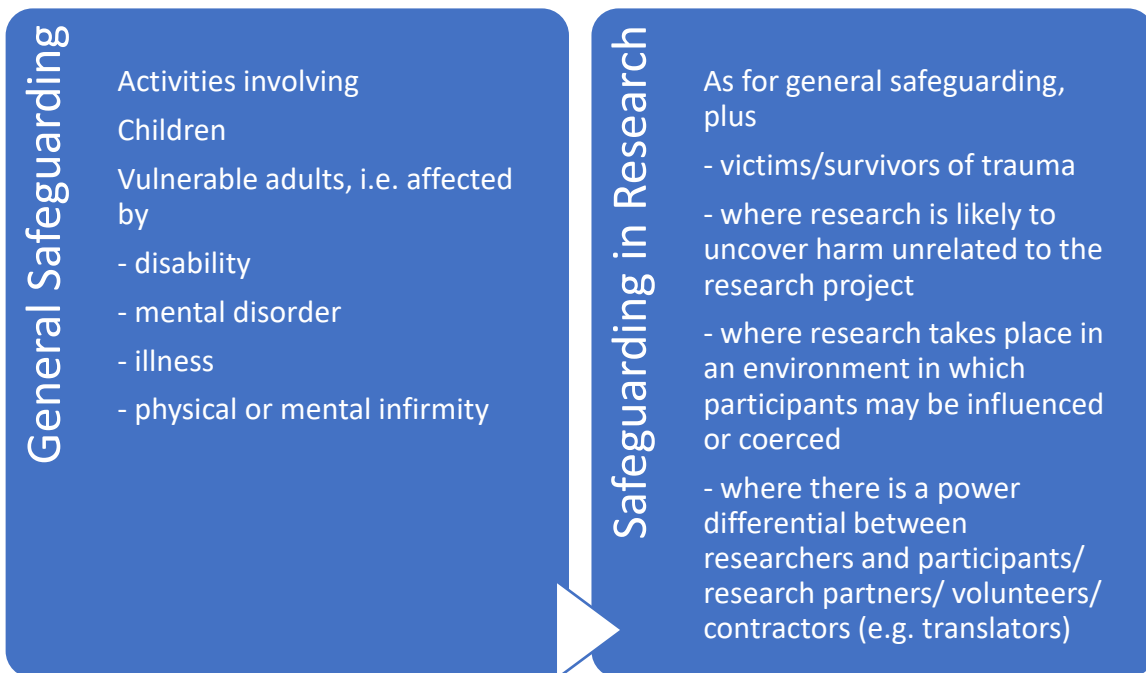 General Safeguarding
Activities involving
Children
Vulnerable adults, i.e. affected
by
- disability
- mental disorder
- illness
- physical or mental infirmity
Safeguarding in Research
As for general safeguarding,
plus
- victims/survivors of trauma
- where research is likely to
uncover harm unrelated to the
research project
- where research takes place in
an environment in which
participants may be influenced
or coerced
- where there is a power
differential between
researchers and participants/
research partners/ volunteers/
contractors (e.g. translators)